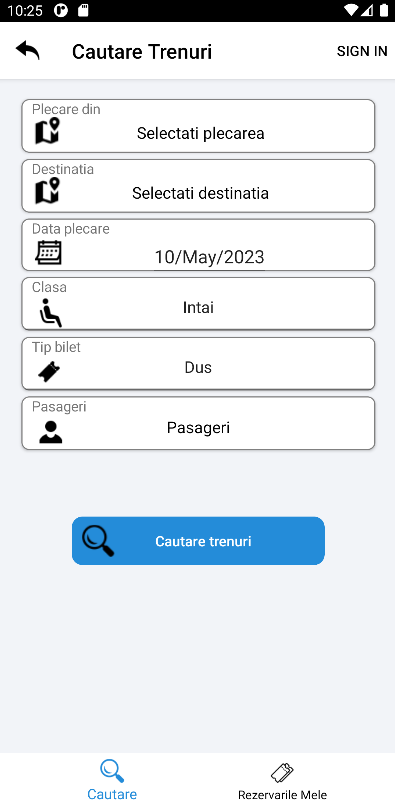 10:25
Cautare Trenuri
SIGN IN
Plecare din
Selectati plecarea
Destinatia
Selectati destinatia
Data plecare
10/May/2023
Clasa
Intai
Tip bilet
Dus
Pasageri
Pasageri
Cautare trenuri
Cautare
Rezervarile Mele